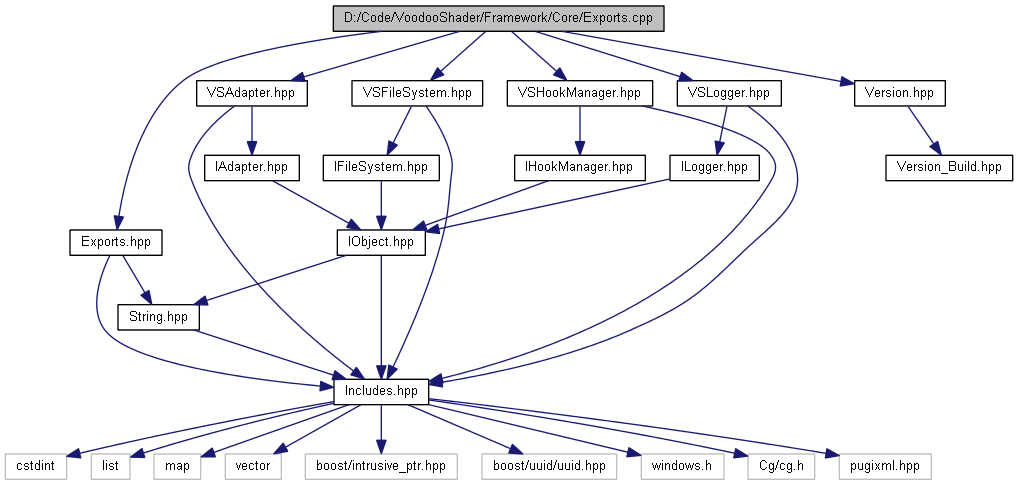 D:/Code/VoodooShader/Framework/Core/Exports.cpp
VSAdapter.hpp
VSFileSystem.hpp
VSHookManager.hpp
VSLogger.hpp
Version.hpp
IAdapter.hpp
IFileSystem.hpp
IHookManager.hpp
ILogger.hpp
Version_Build.hpp
Exports.hpp
IObject.hpp
String.hpp
Includes.hpp
cstdint
list
map
vector
boost/intrusive_ptr.hpp
boost/uuid/uuid.hpp
windows.h
Cg/cg.h
pugixml.hpp